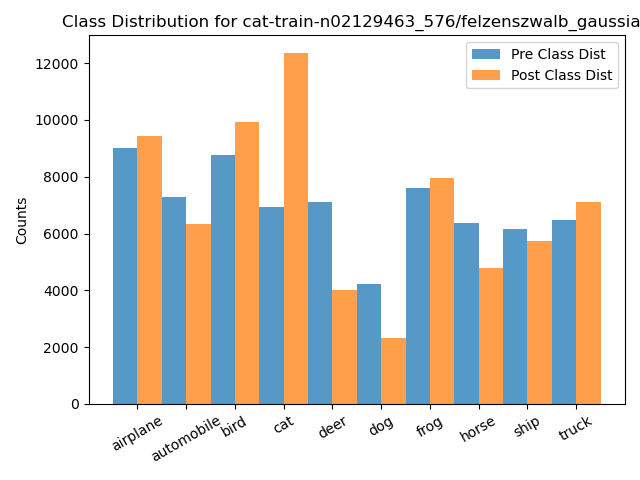 Class Distribution for cat-train-n02129463_576/felzenszwalb_gaussia
Pre Class Dist
Post Class Dist
Counts
12000
10000
8000
6000
4000
2000
0
airplane
automobile
bird
cat
deer
dog
frog
horse
ship
truck